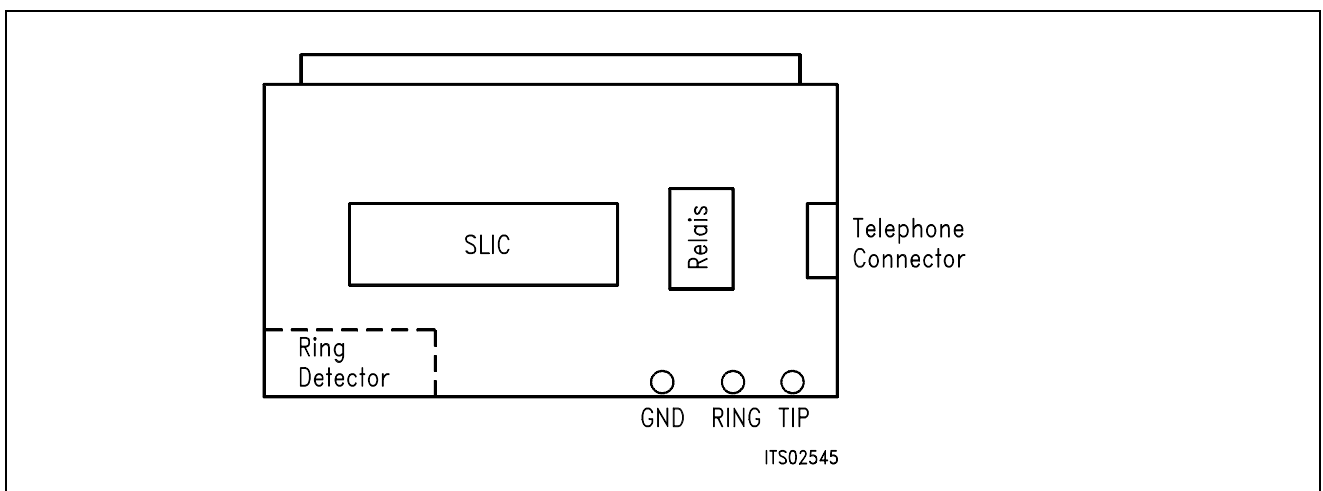 SLIC
Relais
Telephone
Connector
Ring
Detector
GND RING TIP
ITS02545